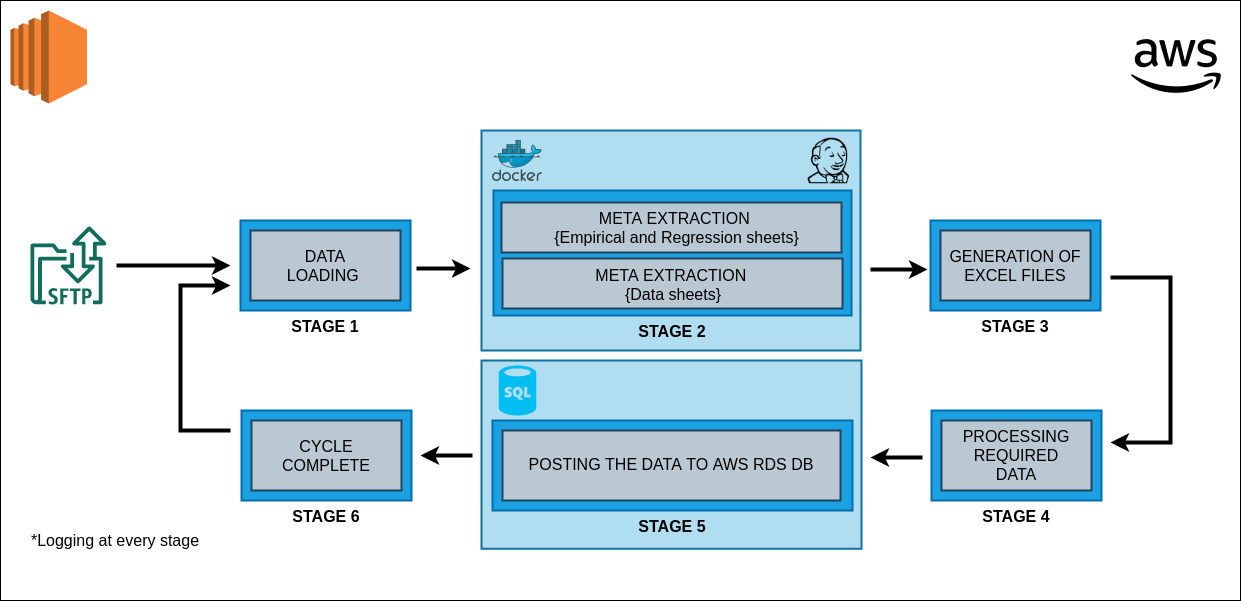 aws
docker
META EXTRACTION
{Empirical and Regression sheets}
META EXTRACTION
{Data sheets}
STAGE 2
SFTP
DATA
LOADING
STAGE 1
GENERATION OF
EXCEL FILES
STAGE 3
SQL
POSTING THE DATA TO AWS RDS DB
STAGE 5
CYCLE
COMPLETE
STAGE 6
PROCESSING
REQUIRED
DATA
STAGE 4
*Logging at every stage